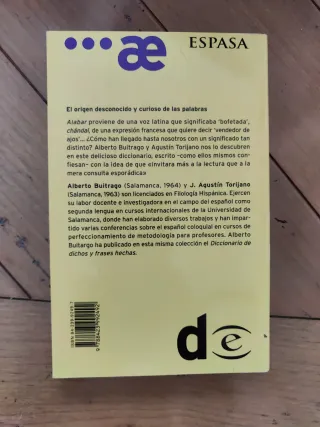 ...æ ESPASA
El origen desconocido y curioso de las palabras
Alabar proviene de una voz latina que significaba 'bofetada',
chándal, de una expresión francesa que quiere decir 'vendedor de
ajos'... ¿Cómo han llegado hasta nosotros con un significado tan
distinto? Alberto Buitrago y Agustín Torijano nos lo descubren
en este delicioso diccionario, escrito -como ellos mismos con-
fiesan- con la idea de que «invitara más a la lectura que a la
mera consulta esporádica»
Alberto Buitrago (Salamanca, 1964) y J. Agustín Torijano
(Salamanca, 1963) son licenciados en Filología Hispánica. Ejercen
su labor docente e investigadora en el campo del español como
segunda lengua en cursos internacionales de la Universidad de
Salamanca, donde han elaborado diversos trabajos y han impar-
tido varias conferencias sobre el español coloquial en cursos de
perfeccionamiento de metodología para profesores. Alberto
Buitargo ha publicado en esta misma colección el Diccionario de
dichos y frases hechas.
de